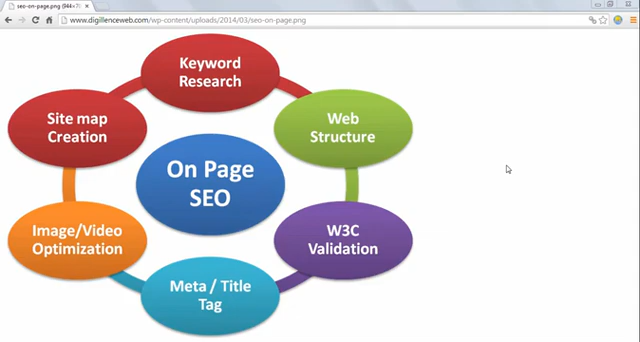 seo-on-page.png (944×7
www.digillenceweb.com/wp-content/uploads/2014/03/seo-on-page.png
Keyword
Research
Site map
Creation
Web
Structure
On Page
SEO
Image/Video
Optimization
W3C
Validation
Meta / Title
Tag